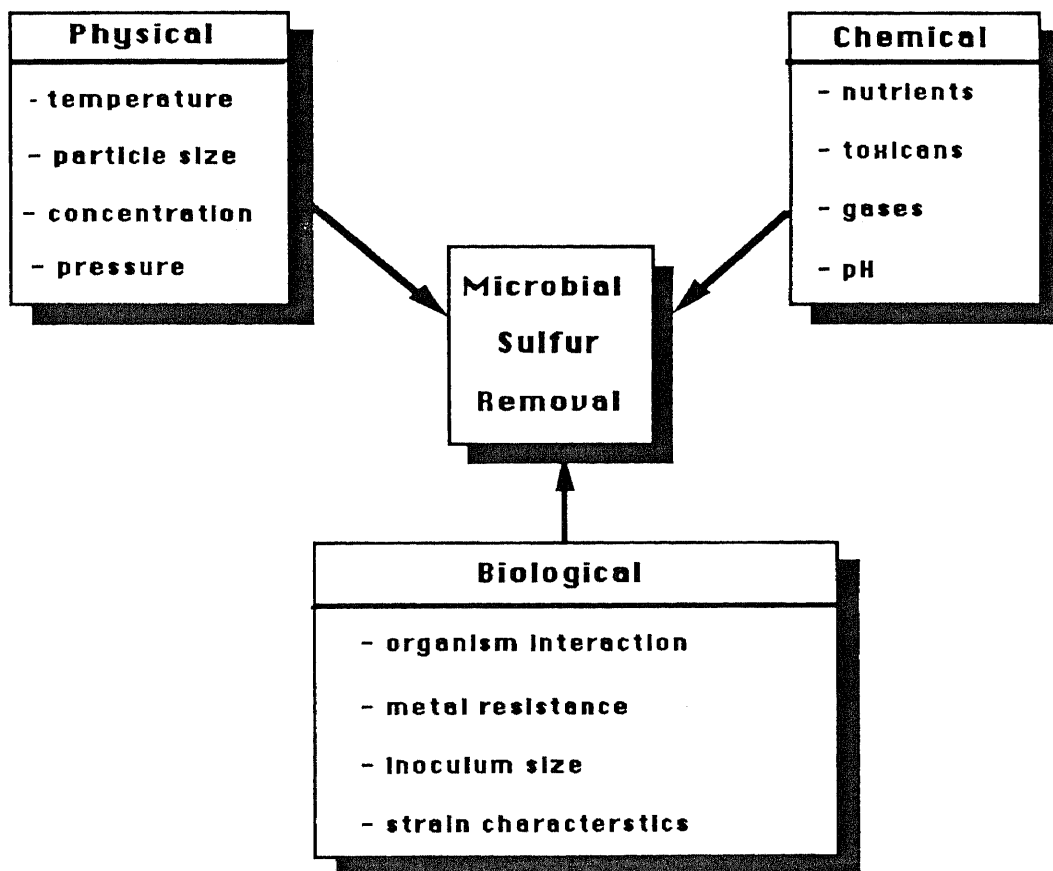 Physical
- temperature
- particle size
- concentration
- pressure
Chemical
- nutrients
- toxicans
- gases
- pH
Microbial
Sulfur
Removal
Biological
- organism interaction
- metal resistance
- inoculum size
- strain characterstics